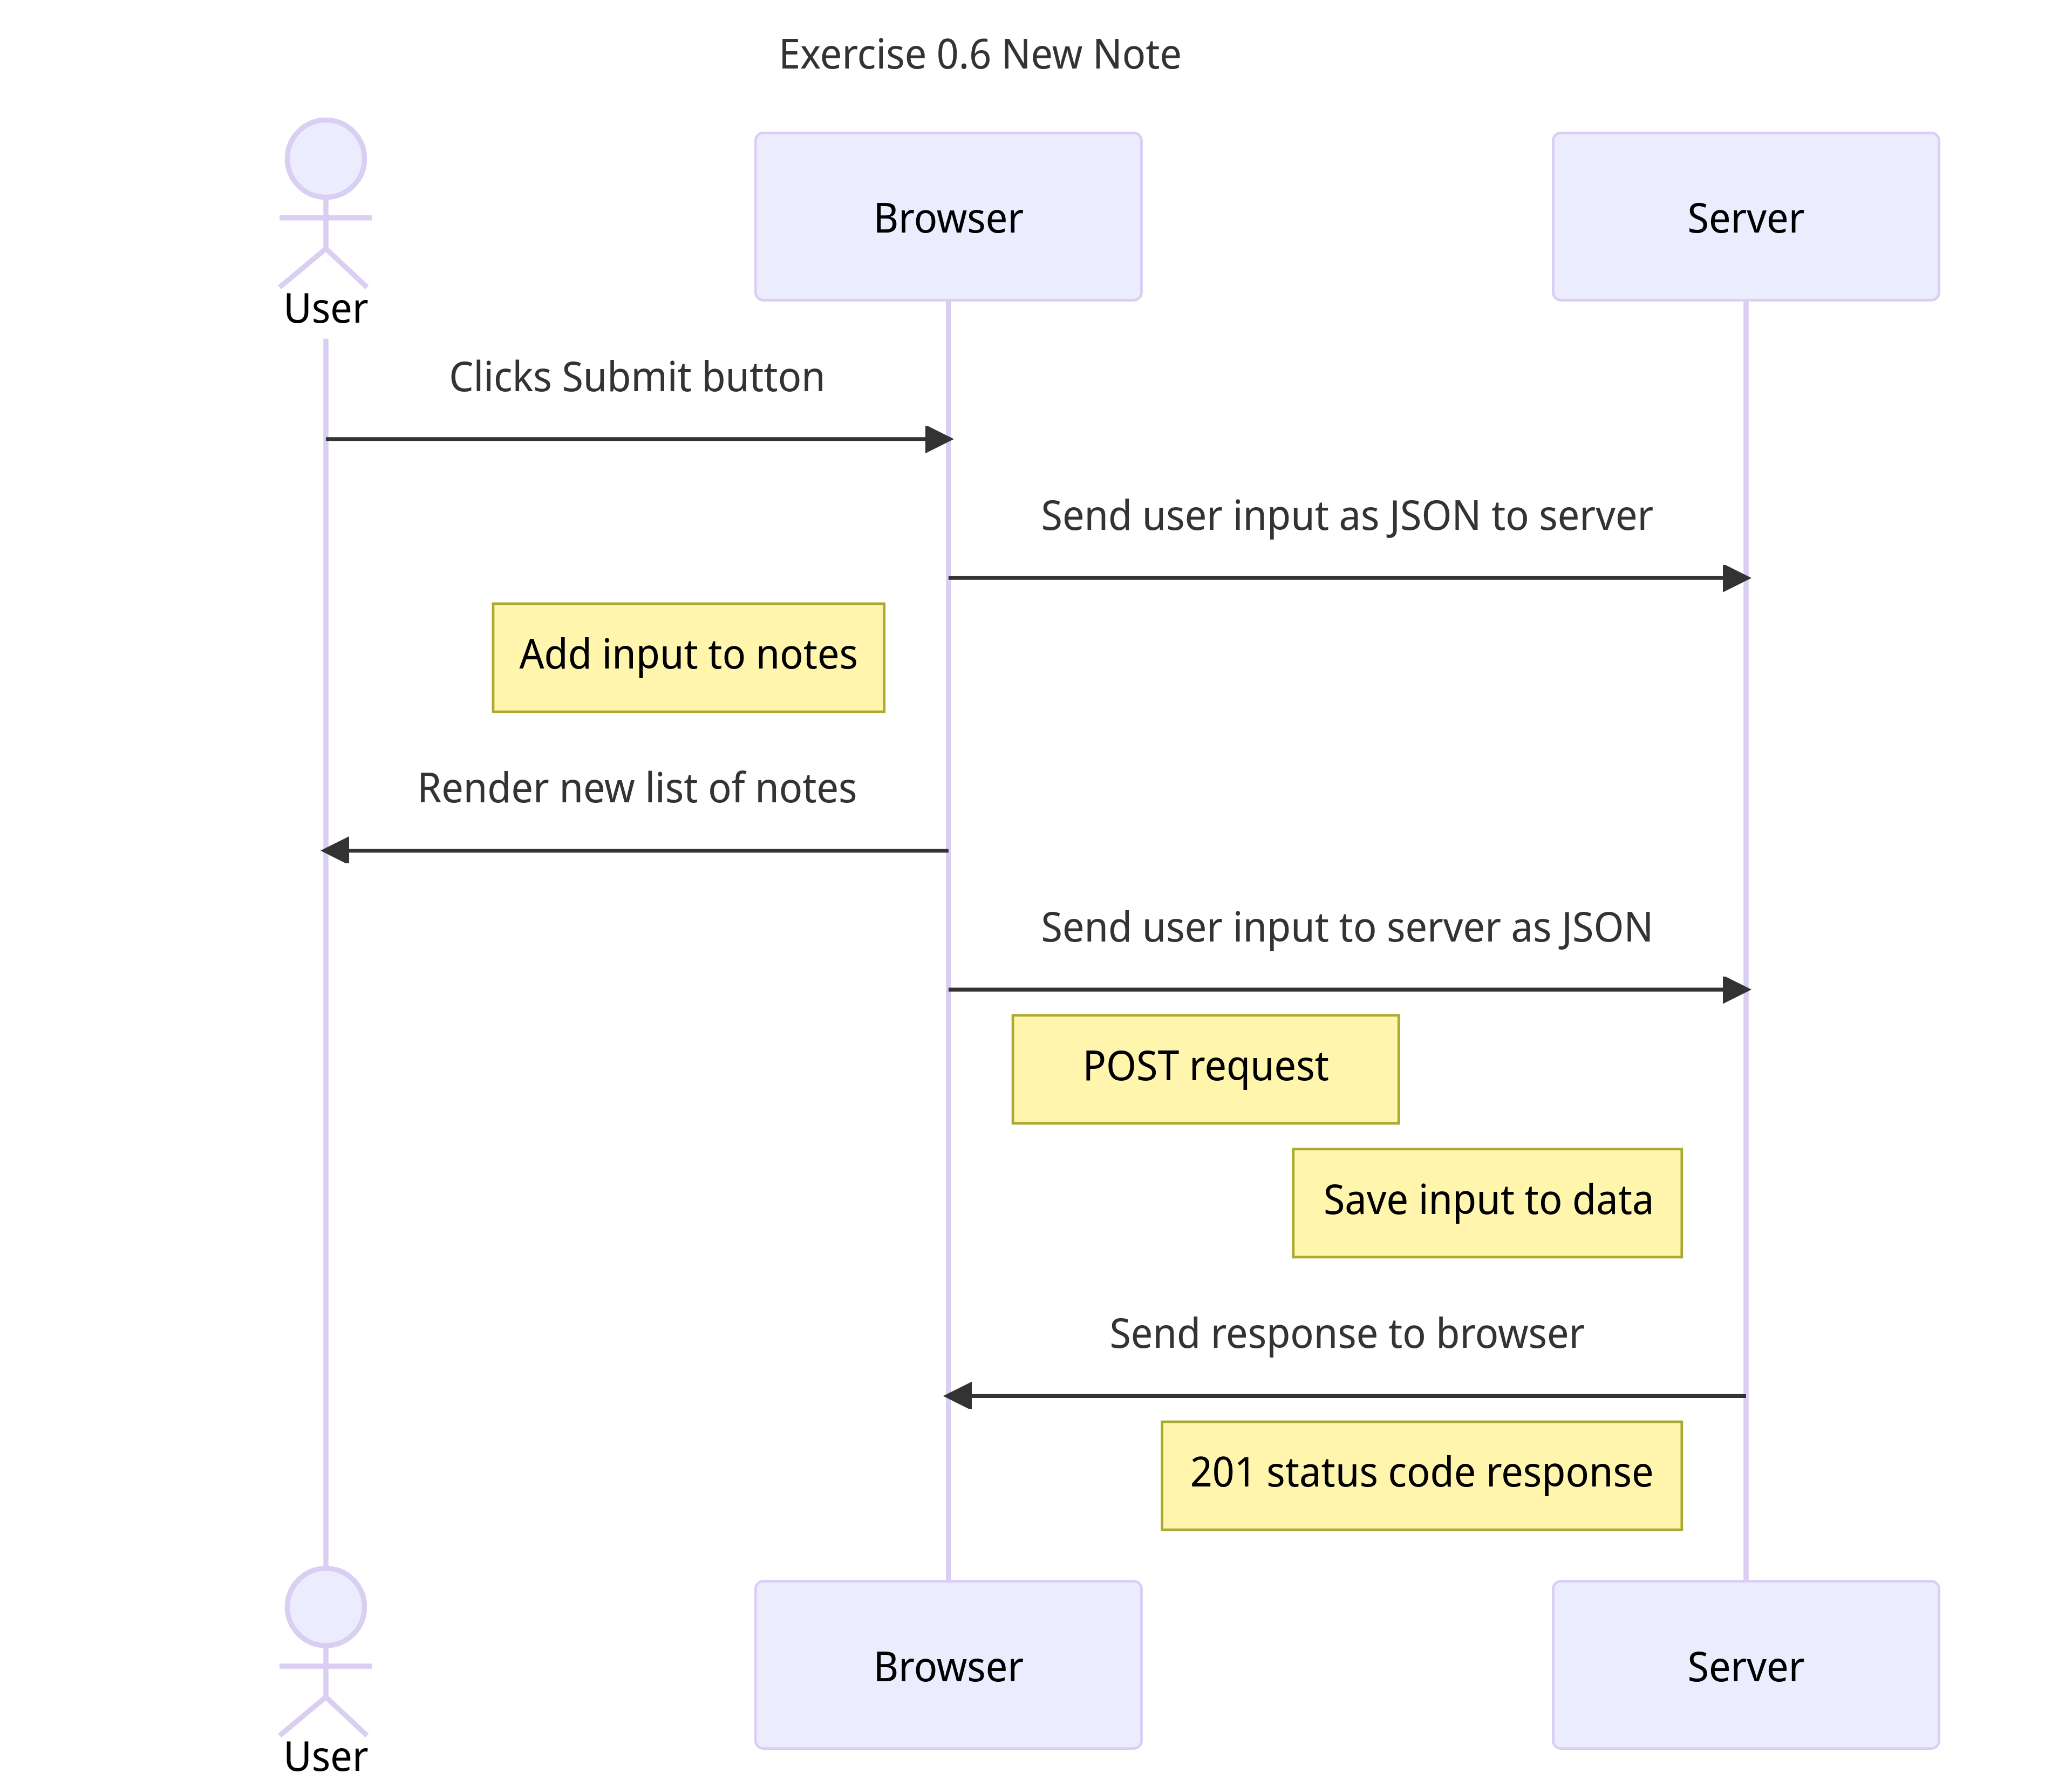 Exercise 0.6 New Note
User
Browser
Server
Clicks Submit button
Send user input as JSON to server
Add input to notes
Render new list of notes
Send user input to server as JSON
POST request
Save input to data
Send response to browser
201 status code response
User
Browser
Server